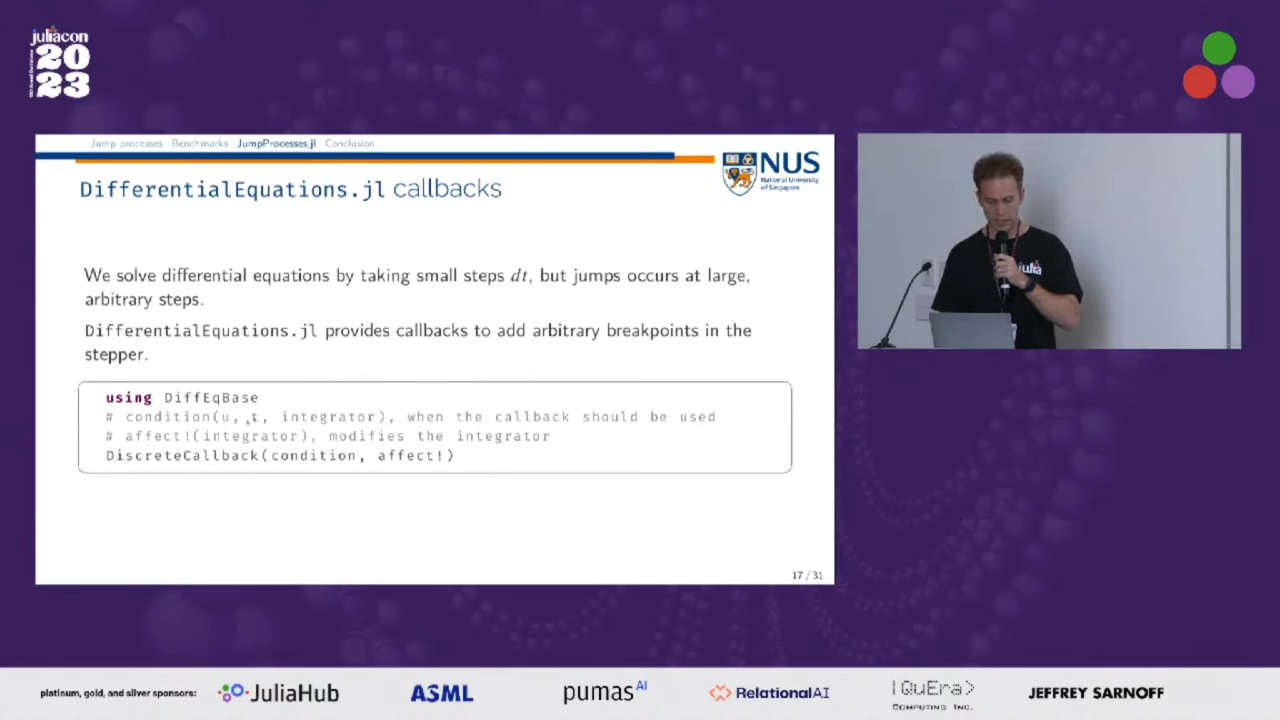 juliacon
20
23
Jump processes Benchmarks JumpProcesses.jl Conclusion
NUS
National University
of Singapore
DifferentialEquations.jl callbacks
We solve differential equations by taking small steps dt, but jumps occurs at large,
arbitrary steps.
DifferentialEquations.jl provides callbacks to add arbitrary breakpoints in the
stepper.
using DiffEqBase
# condition(u, t, integrator), when the callback should be used
# affect!(integrator), modifies the integrator
DiscreteCallback(condition, affect!)
17 / 31
julia
platinum, gold, and silver sponsors:
JuliaHub
ASML
pumasAI
RelationalAI
|QuEra>
Computing Inc.
JEFFREY SARNOFF